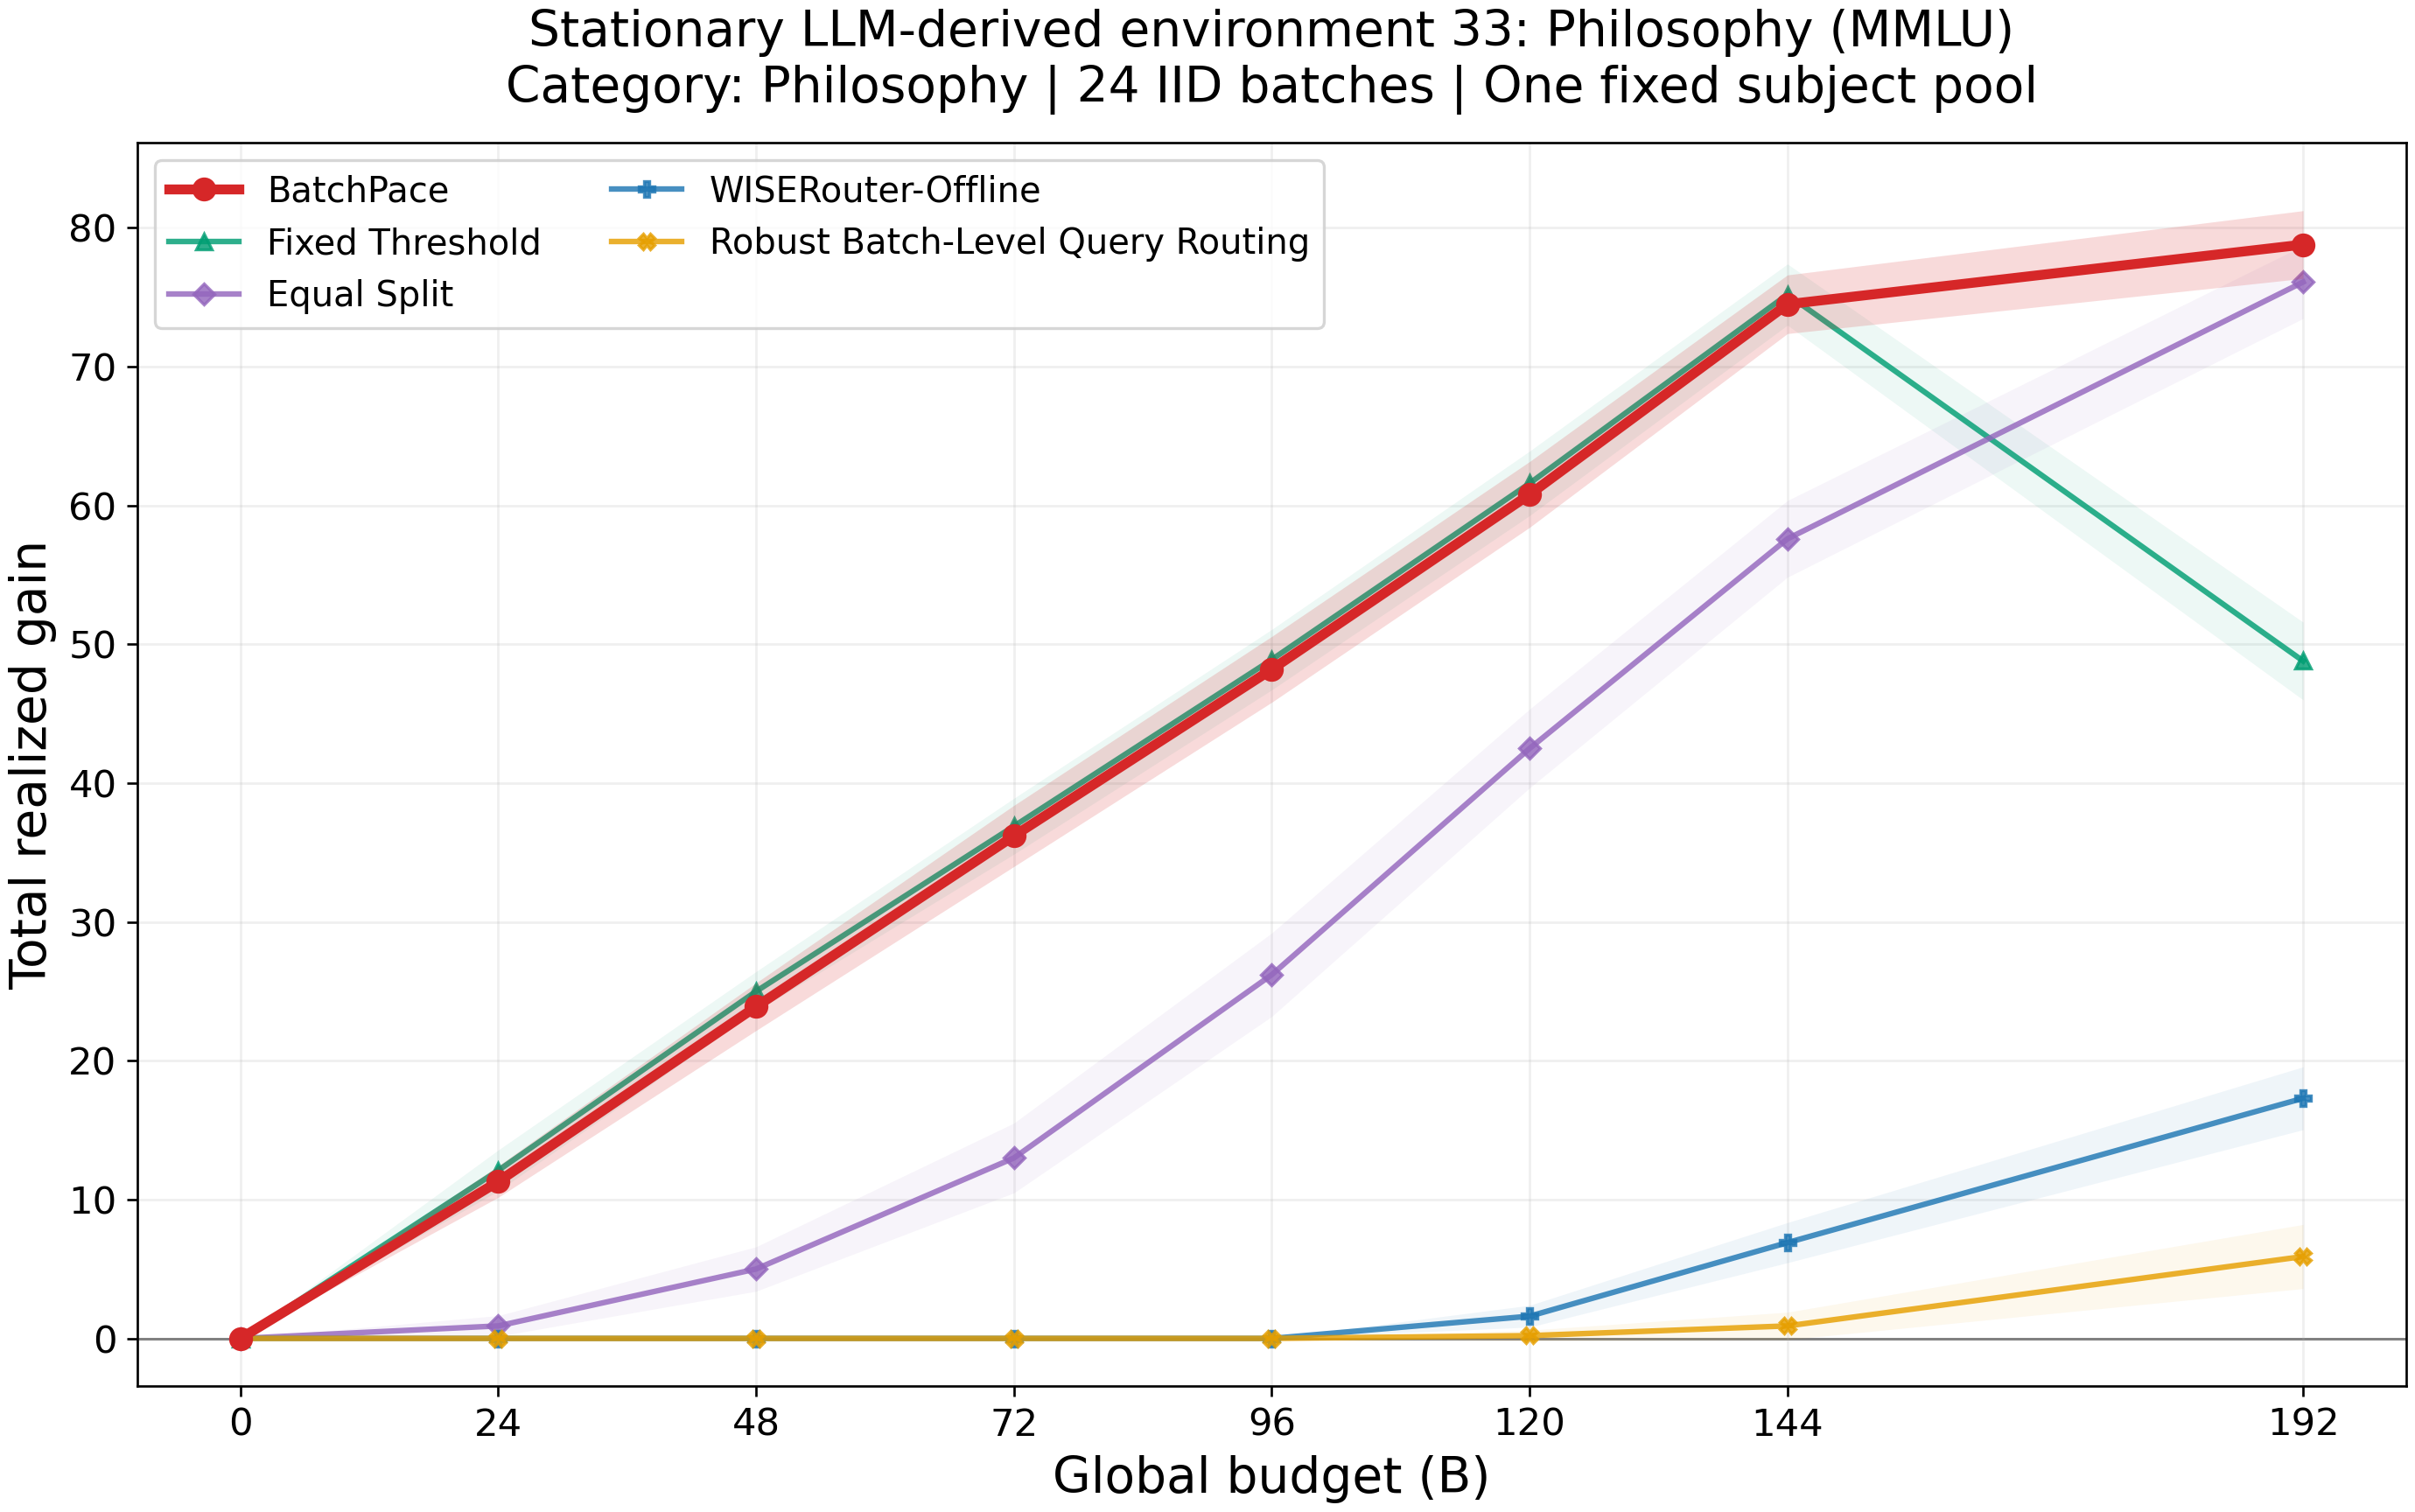 Stationary LLM-derived environment 33: Philosophy (MMLU)
Category: Philosophy | 24 IID batches | One fixed subject pool
BatchPace
Fixed Threshold
Equal Split
WISERouter-Offline
Robust Batch-Level Query Routing
Total realized gain
80
70
60
50
40
30
20
10
0
0 24 48 72 96 120 144 192
Global budget (B)